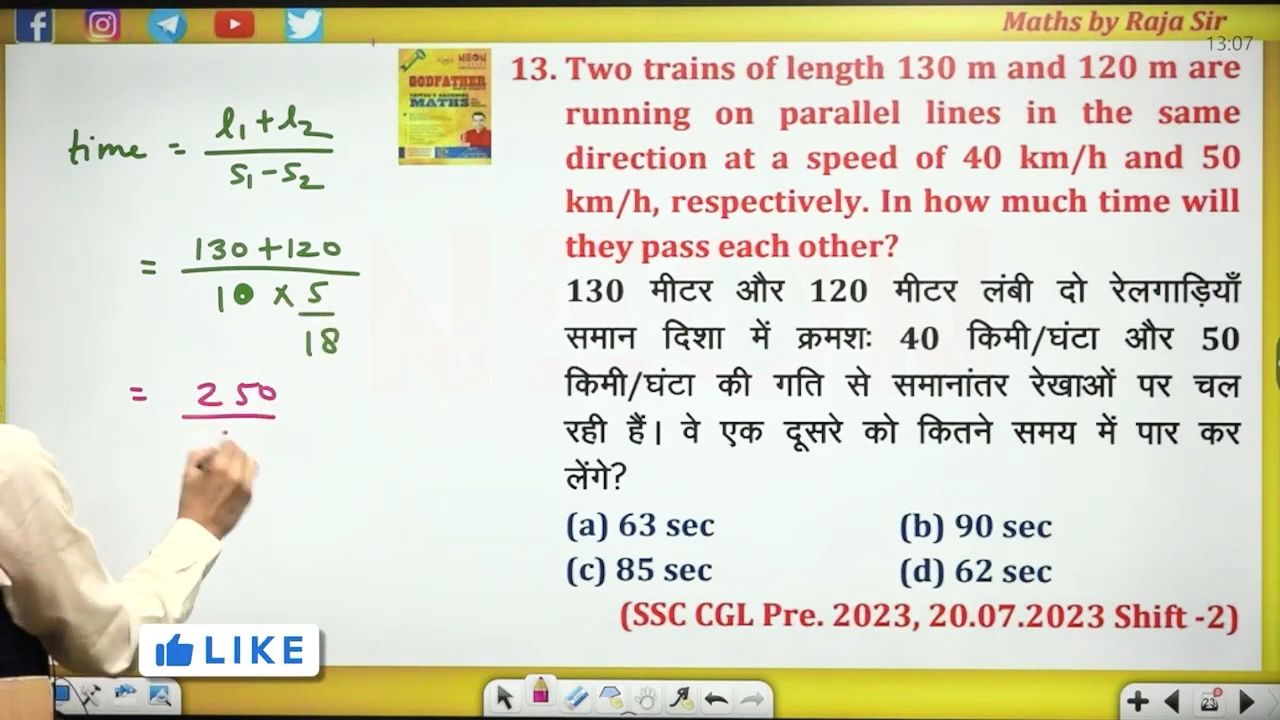 Maths by Raja Sir
13:07
GODFATHER
MATHS
13. Two trains of length 130 m and 120 m are
running on parallel lines in the same
direction at a speed of 40 km/h and 50
km/h, respectively. In how much time will
they pass each other?
130 मीटर और 120 मीटर लंबी दो रेलगाड़ियाँ
समान दिशा में क्रमशः 40 किमी/घंटा और 50
किमी/घंटा की गति से समानांतर रेखाओं पर चल
रही हैं। वे एक दूसरे को कितने समय में पार कर
लेंगे?
(a) 63 sec (b) 90 sec
(c) 85 sec (d) 62 sec
(SSC CGL Pre. 2023, 20.07.2023 Shift -2)
time = l₁+l₂
s₁-s₂
= 130+120
10 × 5
18
= 250
LIKE
23